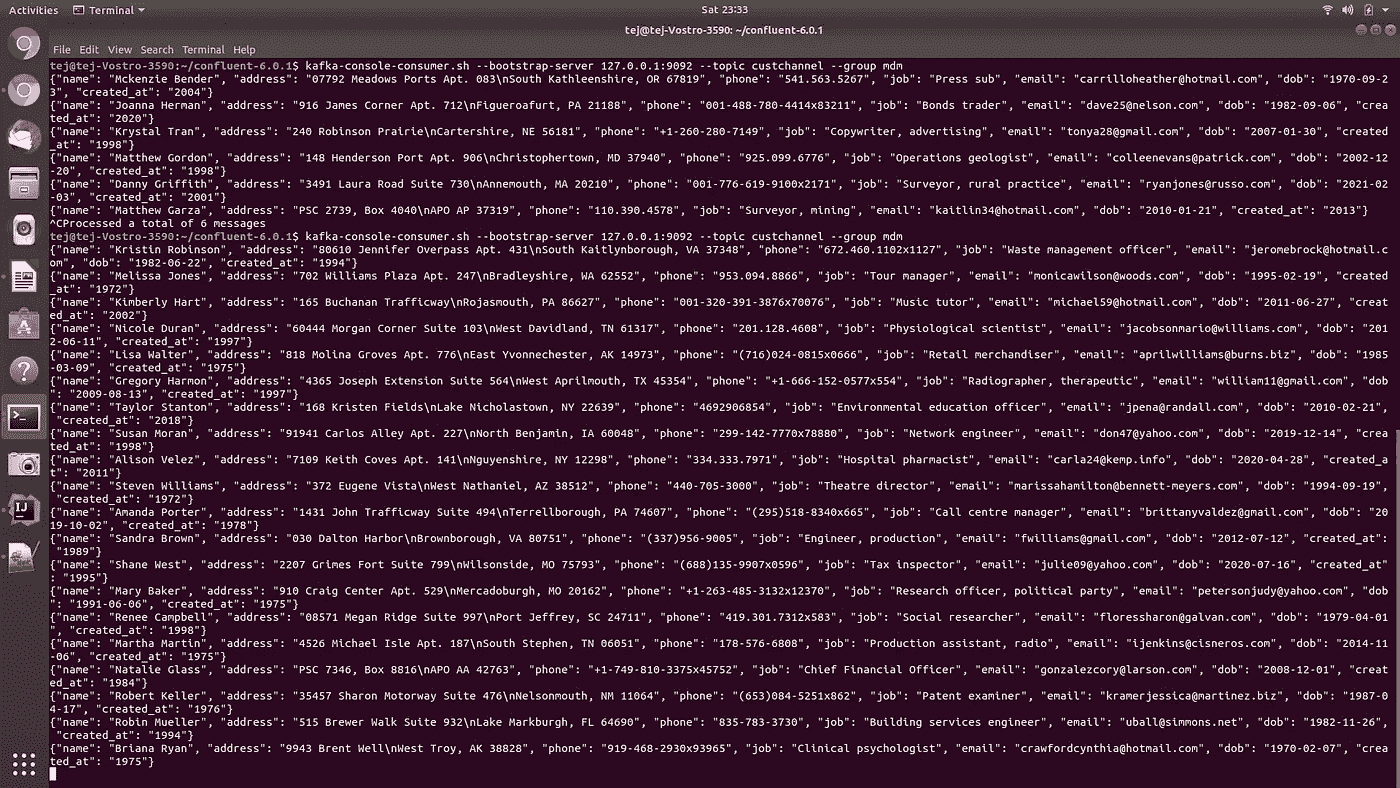 Activities Terminal Sat 23:33
tej@tej-Vostro-3590: ~/confluent-6.0.1
File Edit View Search Terminal Help
tej@tej-Vostro-3590:~/confluent-6.0.1$ kafka-console-consumer.sh --bootstrap-server 127.0.0.1:9092 --topic custchannel --group mdm
{"name": "Mckenzie Bender", "address": "07792 Meadows Ports Apt. 083\nSouth Kathleenshire, OR 67819", "phone": "541.563.5267", "job": "Press sub", "email": "carrilloheather@hotmail.com", "dob": "1970-09-2
3", "created_at": "2004"}
{"name": "Joanna Herman", "address": "916 James Corner Apt. 712\nFigueroafurt, PA 21188", "phone": "001-488-780-4414x83211", "job": "Bonds trader", "email": "dave25@nelson.com", "dob": "1982-09-06", "crea
ted_at": "2020"}
{"name": "Krystal Tran", "address": "240 Robinson Prairie\nCartershire, NE 56181", "phone": "+1-260-280-7149", "job": "Copywriter, advertising", "email": "tonya28@gmail.com", "dob": "2007-01-30", "created
_at": "1998"}
{"name": "Matthew Gordon", "address": "148 Henderson Port Apt. 906\nChristophertown, MD 37940", "phone": "925.099.6776", "job": "Operations geologist", "email": "colleenevans@patrick.com", "dob": "2002-12
-20", "created_at": "1998"}
{"name": "Danny Griffith", "address": "3491 Laura Road Suite 730\nAnnemouth, MA 20210", "phone": "001-776-619-9100x2171", "job": "Surveyor, rural practice", "email": "ryanjones@russo.com", "dob": "2021-02
-03", "created_at": "2001"}
{"name": "Matthew Garza", "address": "PSC 2739, Box 4040\nAPO AP 37319", "phone": "110.390.4578", "job": "Surveyor, mining", "email": "kaitlin34@hotmail.com", "dob": "2010-01-21", "created_at": "2013"}
^CProcessed a total of 6 messages
tej@tej-Vostro-3590:~/confluent-6.0.1$ kafka-console-consumer.sh --bootstrap-server 127.0.0.1:9092 --topic custchannel --group mdm
{"name": "Kristin Robinson", "address": "80610 Jennifer Overpass Apt. 431\nSouth Kaitlynborough, VA 37348", "phone": "672.460.1102x1127", "job": "Waste management officer", "email": "jeromebrock@hotmail.c
om", "dob": "1982-06-22", "created_at": "1994"}
{"name": "Melissa Jones", "address": "702 Williams Plaza Apt. 247\nBradleyshire, WA 62552", "phone": "953.094.8866", "job": "Tour manager", "email": "monicawilson@woods.com", "dob": "1995-02-19", "created
_at": "1972"}
{"name": "Kimberly Hart", "address": "165 Buchanan Trafficway\nRojasmouth, PA 86627", "phone": "001-320-391-3876x70076", "job": "Music tutor", "email": "michael59@hotmail.com", "dob": "2011-06-27", "creat
ed_at": "2002"}
{"name": "Nicole Duran", "address": "60444 Morgan Corner Suite 103\nWest Davidland, TN 61317", "phone": "201.128.4608", "job": "Physiological scientist", "email": "jacobsonmario@williams.com", "dob": "201
2-06-11", "created_at": "1997"}
{"name": "Lisa Walter", "address": "818 Molina Groves Apt. 776\nEast Yvonnechester, AK 14973", "phone": "(716)024-0815x0666", "job": "Retail merchandiser", "email": "aprilwilliams@burns.biz", "dob": "1985
-03-09", "created_at": "1975"}
{"name": "Gregory Harmon", "address": "4365 Joseph Extension Suite 564\nWest Aprilmouth, TX 45354", "phone": "+1-666-152-0577x554", "job": "Radiographer, therapeutic", "email": "william11@gmail.com", "dob
": "2009-08-13", "created_at": "1997"}
{"name": "Taylor Stanton", "address": "168 Kristen Fields\nLake Nicholastown, NY 22639", "phone": "4692906854", "job": "Environmental education officer", "email": "jpena@randall.com", "dob": "2010-02-21",
 "created_at": "2018"}
{"name": "Susan Moran", "address": "91941 Carlos Alley Apt. 227\nNorth Benjamin, IA 60048", "phone": "299-142-7770x78880", "job": "Network engineer", "email": "don47@yahoo.com", "dob": "2019-12-14", "crea
ted_at": "1998"}
{"name": "Alison Velez", "address": "7109 Keith Coves Apt. 141\nNguyenshire, NY 12298", "phone": "334.333.7971", "job": "Hospital pharmacist", "email": "carla24@kemp.info", "dob": "2020-04-28", "created_a
t": "2011"}
{"name": "Steven Williams", "address": "372 Eugene Vista\nWest Nathaniel, AZ 38512", "phone": "440-705-3000", "job": "Theatre director", "email": "marissahamilton@bennett-meyers.com", "dob": "1994-09-19",
 "created_at": "1972"}
{"name": "Amanda Porter", "address": "1431 John Trafficway Suite 494\nTerrellborough, PA 74607", "phone": "(295)518-8340x665", "job": "Call centre manager", "email": "brittanyvaldez@gmail.com", "dob": "20
19-10-02", "created_at": "1978"}
{"name": "Sandra Brown", "address": "030 Dalton Harbor\nBrownborough, VA 80751", "phone": "(337)956-9005", "job": "Engineer, production", "email": "fwilliams@gmail.com", "dob": "2012-07-12", "created_at":
 "1989"}
{"name": "Shane West", "address": "2207 Grimes Fort Suite 799\nWilsonside, MO 75793", "phone": "(688)135-9907x0596", "job": "Tax inspector", "email": "julie09@yahoo.com", "dob": "2020-07-16", "created_at"
: "1995"}
{"name": "Mary Baker", "address": "910 Craig Center Apt. 529\nMercadoburgh, MO 20162", "phone": "+1-263-485-3132x12370", "job": "Research officer, political party", "email": "petersonjudy@yahoo.com", "dob
": "1991-06-06", "created_at": "1975"}
{"name": "Renee Campbell", "address": "08571 Megan Ridge Suite 997\nPort Jeffrey, SC 24711", "phone": "419.301.7312x583", "job": "Social researcher", "email": "floressharon@galvan.com", "dob": "1979-04-01
", "created_at": "1998"}
{"name": "Martha Martin", "address": "4526 Michael Isle Apt. 187\nSouth Stephen, TN 06051", "phone": "178-576-6808", "job": "Production assistant, radio", "email": "ijenkins@cisneros.com", "dob": "2014-11
-06", "created_at": "1975"}
{"name": "Natalie Glass", "address": "PSC 7346, Box 8816\nAPO AA 42763", "phone": "+1-749-810-3375x45752", "job": "Chief Financial Officer", "email": "gonzalezcory@larson.com", "dob": "2008-12-01", "creat
ed_at": "1984"}
{"name": "Robert Keller", "address": "35457 Sharon Motorway Suite 476\nNelsonmouth, NM 11064", "phone": "(653)084-5251x862", "job": "Patent examiner", "email": "kramerjessica@martinez.biz", "dob": "1987-0
4-17", "created_at": "1976"}
{"name": "Robin Mueller", "address": "515 Brewer Walk Suite 932\nLake Markburgh, FL 64690", "phone": "835-783-3730", "job": "Building services engineer", "email": "uball@simmons.net", "dob": "1982-11-26",
 "created_at": "1994"}
{"name": "Briana Ryan", "address": "9943 Brent Well\nWest Troy, AK 38828", "phone": "919-468-2930x93965", "job": "Clinical psychologist", "email": "crawfordcynthia@hotmail.com", "dob": "1970-02-07", "crea
ted_at": "1975"}